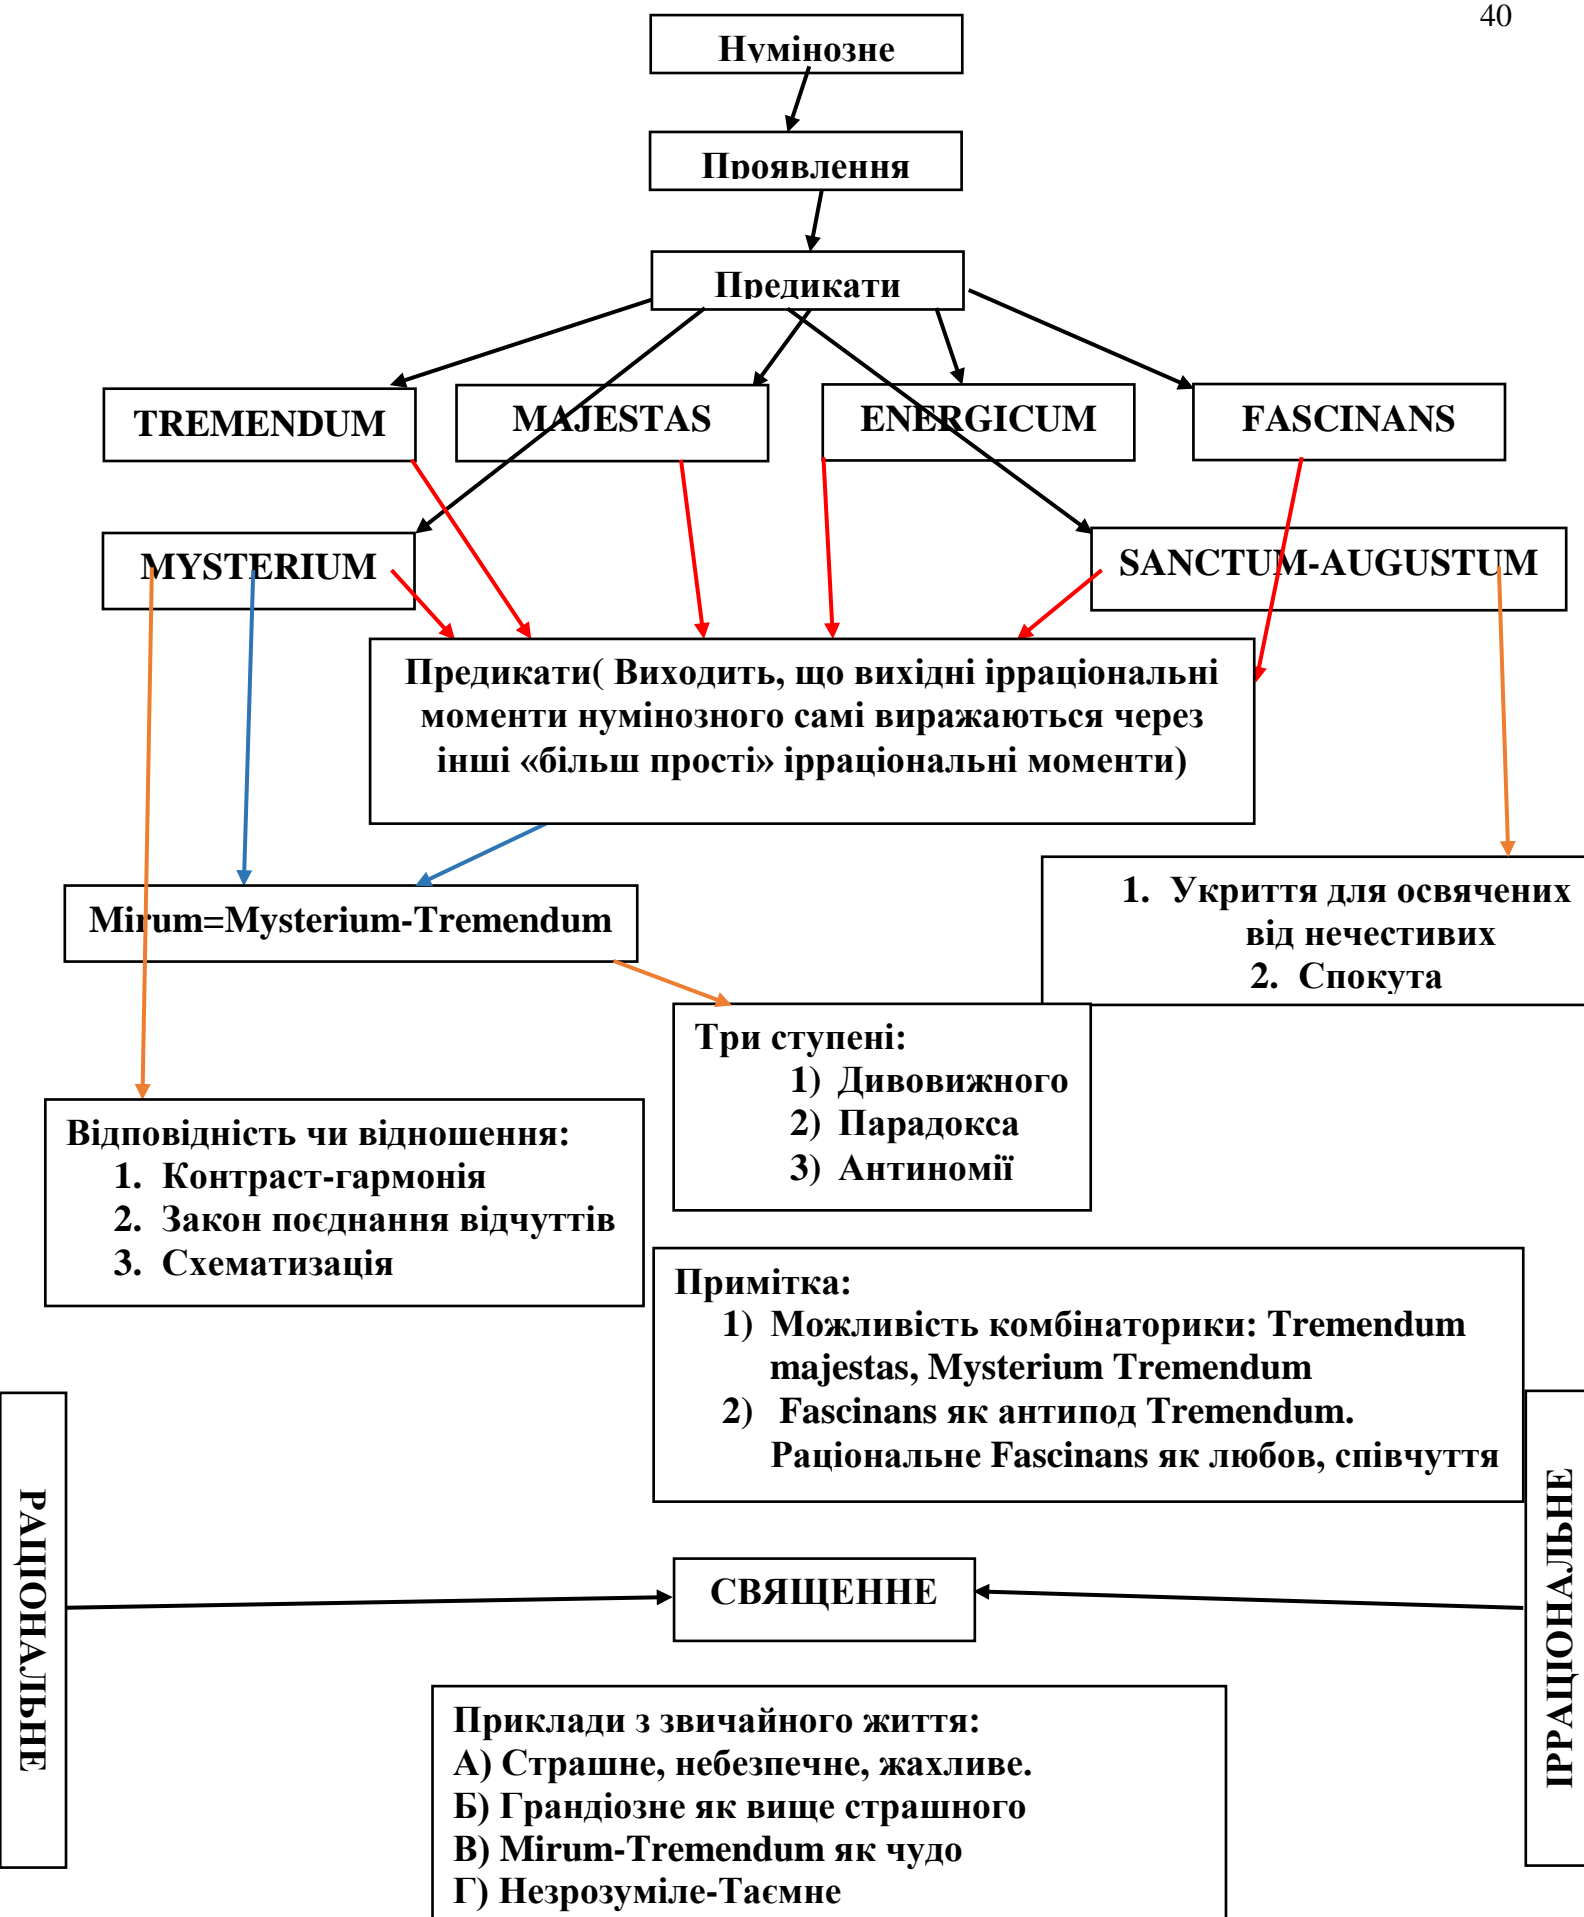 40
Нумінозне
Проявлення
Предикати
TREMENDUM
MAJESTAS
ENERGICUM
FASCINANS
MYSTERIUM
SANCTUM-AUGUSTUM
Предикати( Виходить, що вихідні ірраціональні
моменти нумінозного самі виражаються через
інші «більш прості» ірраціональні моменти)
Mirum=Mysterium-Tremendum
1. Укриття для освячених
від нечестивих
2. Спокута
Три ступені:
1) Дивовижного
2) Парадокса
3) Антиномії
Відповідність чи відношення:
1. Контраст-гармонія
2. Закон поєднання відчуттів
3. Схематизація
Примітка:
1) Можливість комбінаторики: Tremendum
majestas, Mysterium Tremendum
2) Fascinans як антипод Tremendum.
Раціональне Fascinans як любов, співчуття
РАЦІОНАЛЬНЕ
СВЯЩЕННЕ
ІРРАЦІОНАЛЬНЕ
Приклади з звичайного життя:
А) Страшне, небезпечне, жахливе.
Б) Грандіозне як вище страшного
В) Mirum-Tremendum як чудо
Г) Незрозуміле-Таємне